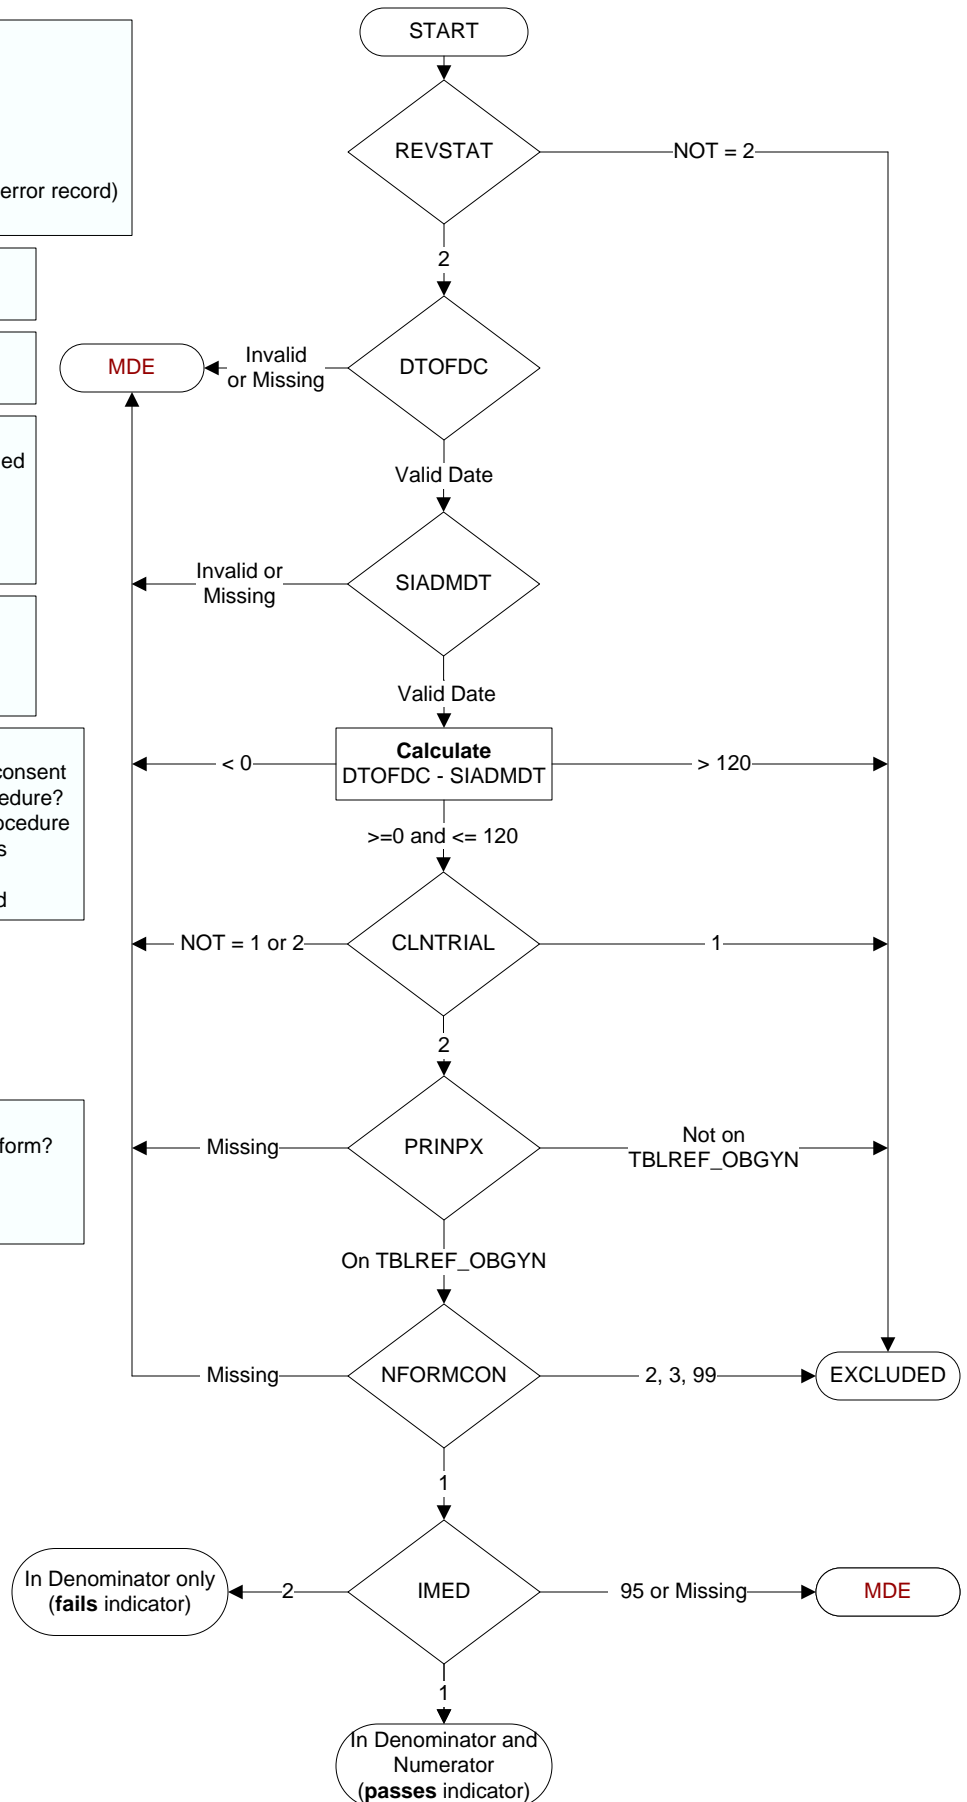 START
REVSTAT
NOT = 2
error record)
2
MDE
Invalid
or Missing
DTOFDC
ed
Valid Date
Invalid or
Missing
SIADMDT
Valid Date
consent
edure?
ocedure
s
d
< 0
Calculate
DTOFDC - SIADMDT
> 120
>=0 and <= 120
NOT = 1 or 2
CLNTRIAL
1
2
form?
Missing
PRINPX
Not on
TBLREF_OBGYN
On TBLREF_OBGYN
Missing
NFORMCON
2, 3, 99
EXCLUDED
1
In Denominator only
(fails indicator)
2
IMED
95 or Missing
MDE
1
In Denominator and
Numerator
(passes indicator)